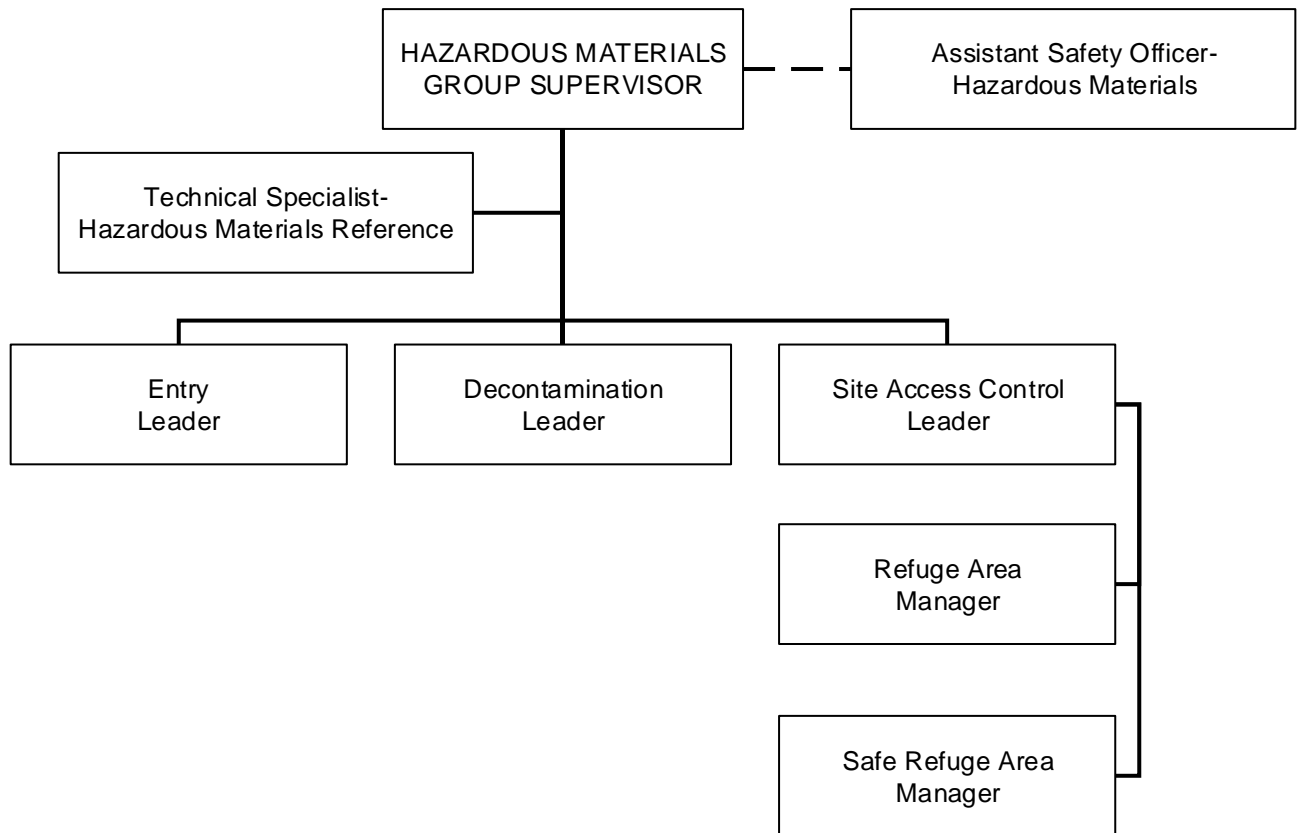 HAZARDOUS MATERIALS
GROUP SUPERVISOR
Assistant Safety Officer-
Hazardous Materials
Technical Specialist-
Hazardous Materials Reference
Entry
Leader
Decontamination
Leader
Site Access Control
Leader
Refuge Area
Manager
Safe Refuge Area
Manager